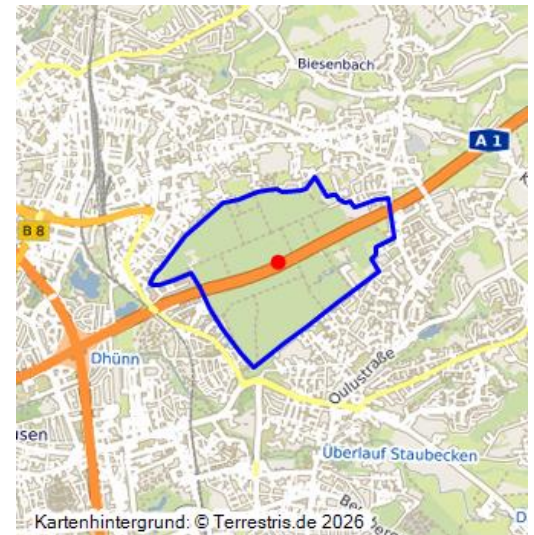 Biesenbach
A 1
B 8
Dhünn
Oulustraße
Überlauf Staubecken
Kartenhintergrund: © Terrestris.de 2026